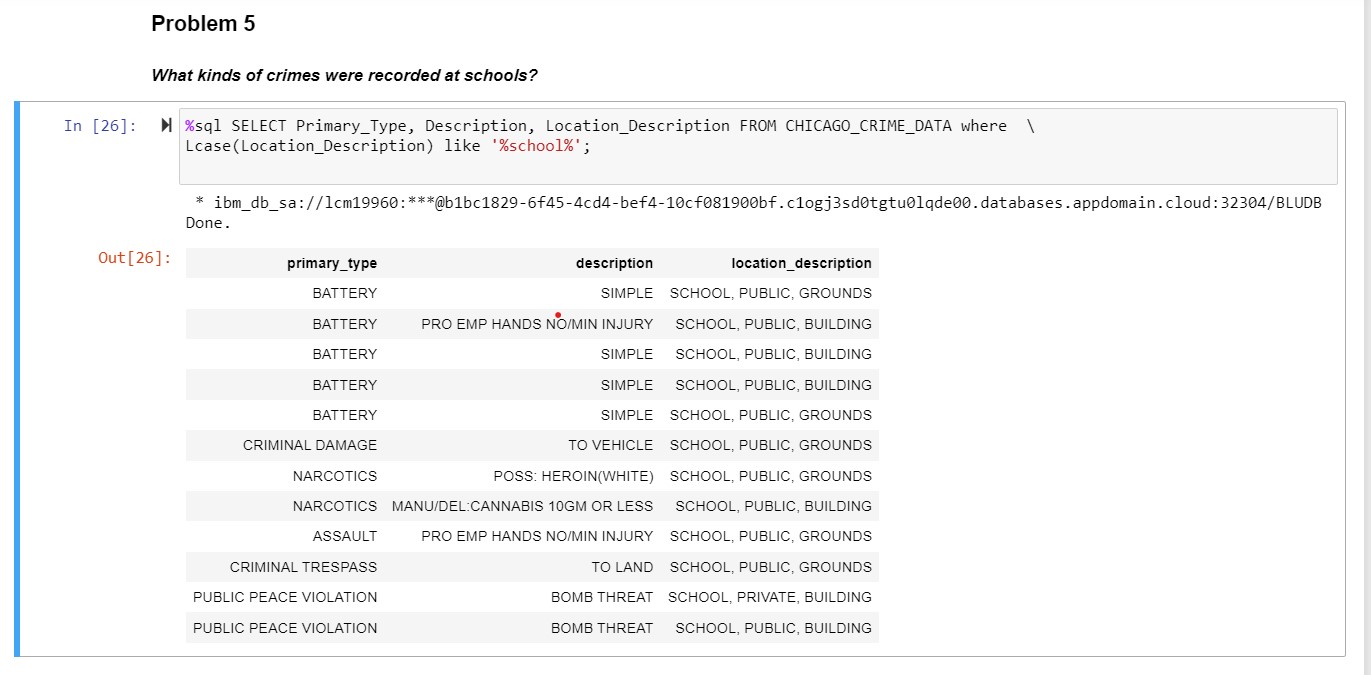 Problem 5
What kinds of crimes were recorded at schools?
In [26]: %sql SELECT Primary_Type, Description, Location_Description FROM CHICAGO_CRIME_DATA where \
Lcase(Location_Description) like '%school%';
* ibm_db_sa://lcm19960:***@b1bc1829-6f45-4cd4-bef4-10cf081900bf.c1ogj3sd0tgtu0lqde00.databases.appdomain.cloud:32304/BLUDB
Done.
Out[26]: primary_type description location_description
BATTERY SIMPLE SCHOOL, PUBLIC, GROUNDS
BATTERY PRO EMP HANDS NO/MIN INJURY SCHOOL, PUBLIC, BUILDING
BATTERY SIMPLE SCHOOL, PUBLIC, BUILDING
BATTERY SIMPLE SCHOOL, PUBLIC, BUILDING
BATTERY SIMPLE SCHOOL, PUBLIC, GROUNDS
CRIMINAL DAMAGE TO VEHICLE SCHOOL, PUBLIC, GROUNDS
NARCOTICS POSS: HEROIN(WHITE) SCHOOL, PUBLIC, GROUNDS
NARCOTICS MANU/DEL:CANNABIS 10GM OR LESS SCHOOL, PUBLIC, BUILDING
ASSAULT PRO EMP HANDS NO/MIN INJURY SCHOOL, PUBLIC, GROUNDS
CRIMINAL TRESPASS TO LAND SCHOOL, PUBLIC, GROUNDS
PUBLIC PEACE VIOLATION BOMB THREAT SCHOOL, PRIVATE, BUILDING
PUBLIC PEACE VIOLATION BOMB THREAT SCHOOL, PUBLIC, BUILDING